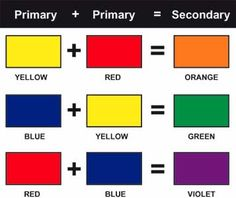 Primary + Primary = Secondary
+ =
YELLOW RED ORANGE
+ =
BLUE YELLOW GREEN
+ =
RED BLUE VIOLET